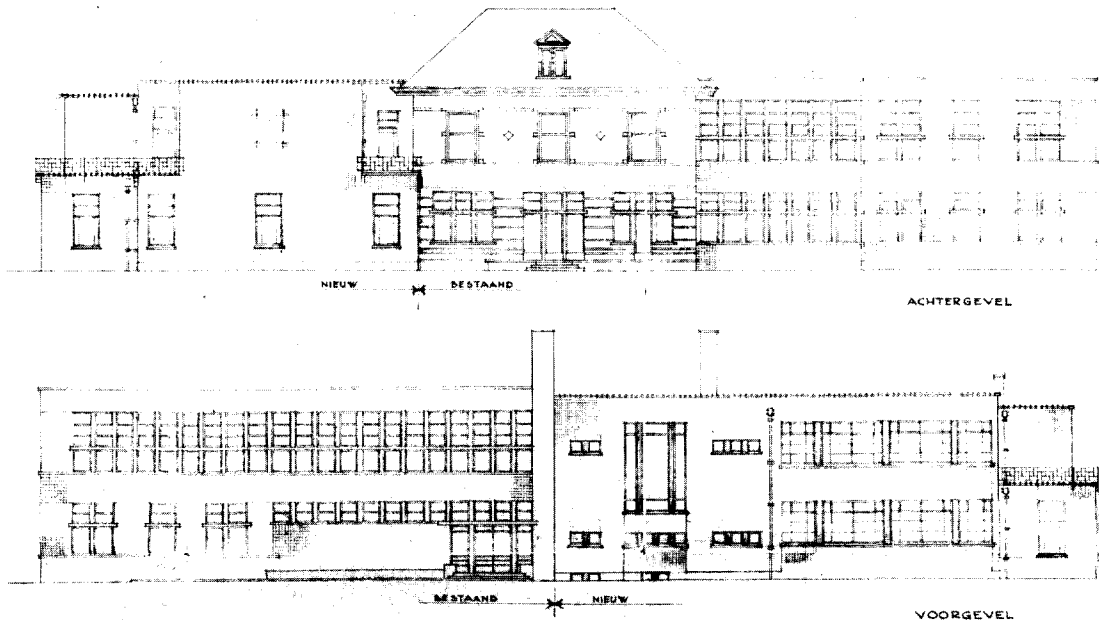 NIEUW BESTAAND
ACHTERGEVEL
BESTAAND NIEUW
VOORGEVEL